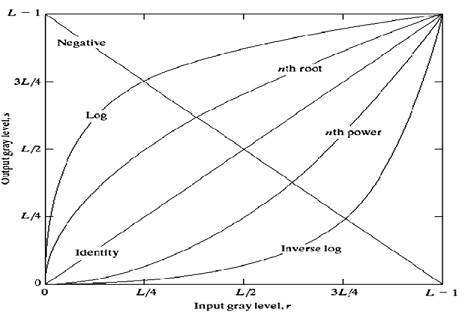 L − 1
Negative
nth root
3L/4
Log
nth power
L/2
Output gray level, s
L/4
Identity
Inverse log
0
0
L/4
L/2
3L/4
L − 1
Input gray level, r